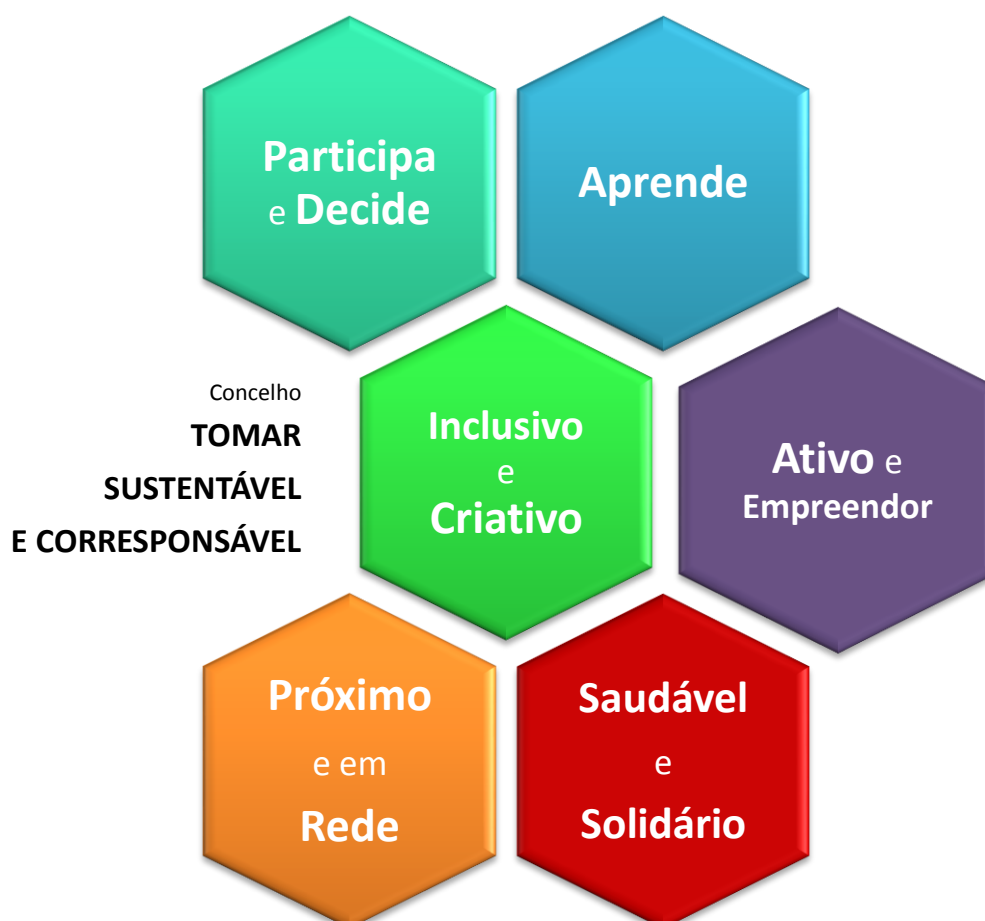 Participa
e Decide
Aprende
Concelho
TOMAR
SUSTENTÁVEL
E CORRESPONSÁVEL
Inclusivo
e
Criativo
Ativo e
Empreendor
Próximo
e em
Rede
Saudável
e
Solidário